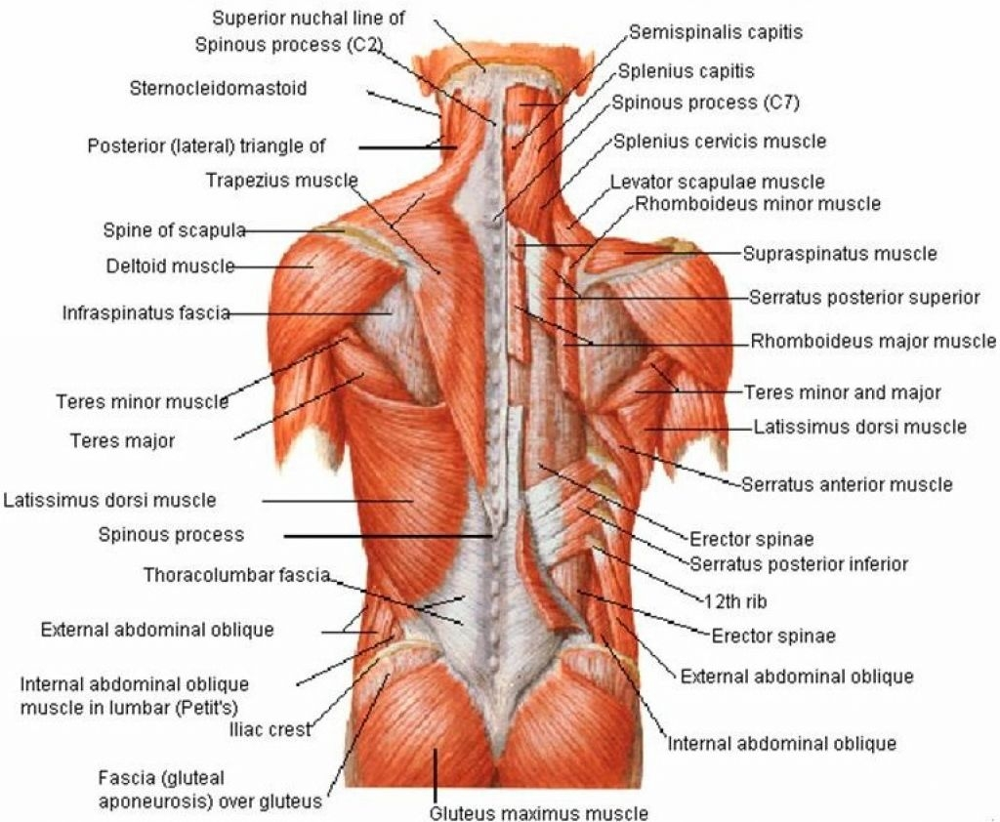 Superior nuchal line of
Spinous process (C2)
Sternocleidomastoid
Posterior (lateral) triangle of
Trapezius muscle
Spine of scapula
Deltoid muscle
Infraspinatus fascia
Teres minor muscle
Teres major
Latissimus dorsi muscle
Spinous process
Thoracolumbar fascia
External abdominal oblique
Internal abdominal oblique
muscle in lumbar (Petit's)
Iliac crest
Fascia (gluteal
aponeurosis) over gluteus
Gluteus maximus muscle
Semispinalis capitis
Splenius capitis
Spinous process (C7)
Splenius cervicis muscle
Levator scapulae muscle
Rhomboideus minor muscle
Supraspinatus muscle
Serratus posterior superior
Rhomboideus major muscle
Teres minor and major
Latissimus dorsi muscle
Serratus anterior muscle
Erector spinae
Serratus posterior inferior
12th rib
Erector spinae
External abdominal oblique
Internal abdominal oblique